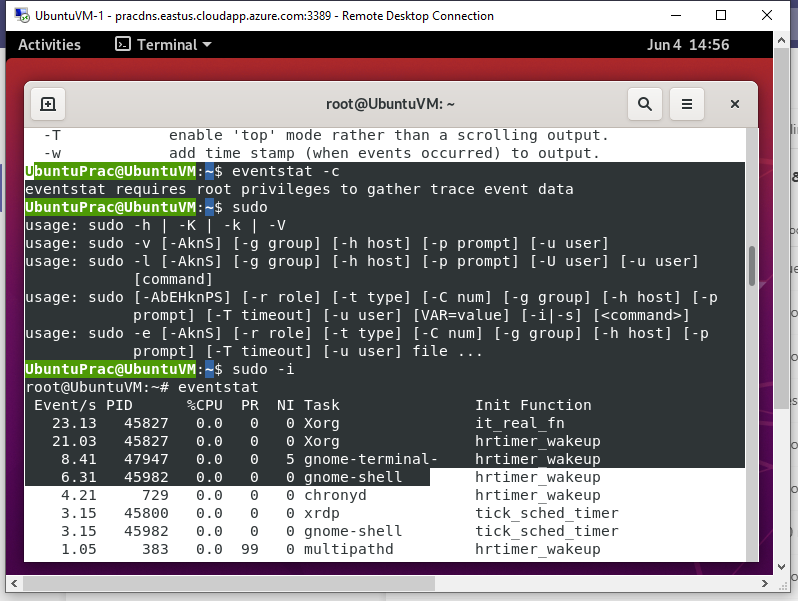 UbuntuVM-1 - pracdns.eastus.cloudapp.azure.com:3389 - Remote Desktop Connection
Activities Terminal Jun 4 14:56
root@UbuntuVM: ~
-T enable 'top' mode rather than a scrolling output.
-w add time stamp (when events occurred) to output.
UbuntuPrac@UbuntuVM:~$ eventstat -c
eventstat requires root privileges to gather trace event data
UbuntuPrac@UbuntuVM:~$ sudo
usage: sudo -h | -K | -k | -V
usage: sudo -v [-AknS] [-g group] [-h host] [-p prompt] [-u user]
usage: sudo -l [-AknS] [-g group] [-h host] [-p prompt] [-U user] [-u user]
[command]
usage: sudo [-AbEHknPS] [-r role] [-t type] [-C num] [-g group] [-h host] [-p
prompt] [-T timeout] [-u user] [VAR=value] [-i|-s] [<command>]
usage: sudo -e [-AknS] [-r role] [-t type] [-C num] [-g group] [-h host] [-p
prompt] [-T timeout] [-u user] file ...
UbuntuPrac@UbuntuVM:~$ sudo -i
root@UbuntuVM:~# eventstat
Event/s PID %CPU PR NI Task Init Function
23.13 45827 0.0 0 0 Xorg it_real_fn
21.03 45827 0.0 0 0 Xorg hrtimer_wakeup
8.41 47947 0.0 0 5 gnome-terminal- hrtimer_wakeup
6.31 45982 0.0 0 0 gnome-shell hrtimer_wakeup
4.21 729 0.0 0 0 chronyd hrtimer_wakeup
3.15 45800 0.0 0 0 xrdp tick_sched_timer
3.15 45982 0.0 0 0 gnome-shell tick_sched_timer
1.05 383 0.0 99 0 multipathd hrtimer_wakeup